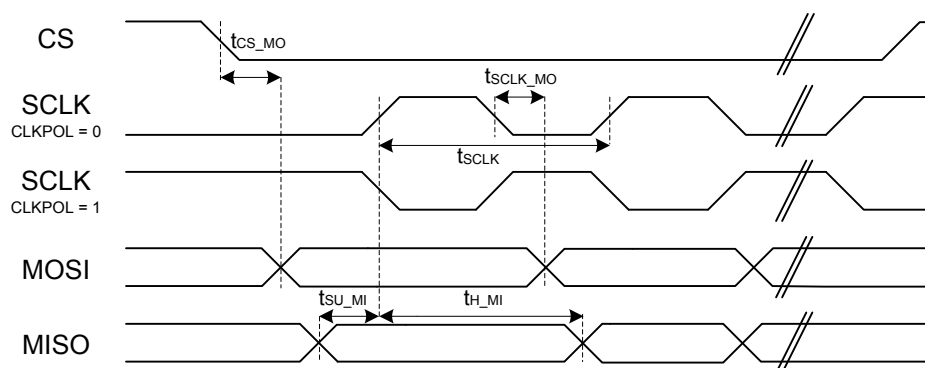 CS
tCS_MO
tSCLK_MO
SCLK
CLKPOL = 0
tSCLK
SCLK
CLKPOL = 1
MOSI
tSU_MI
tH_MI
MISO